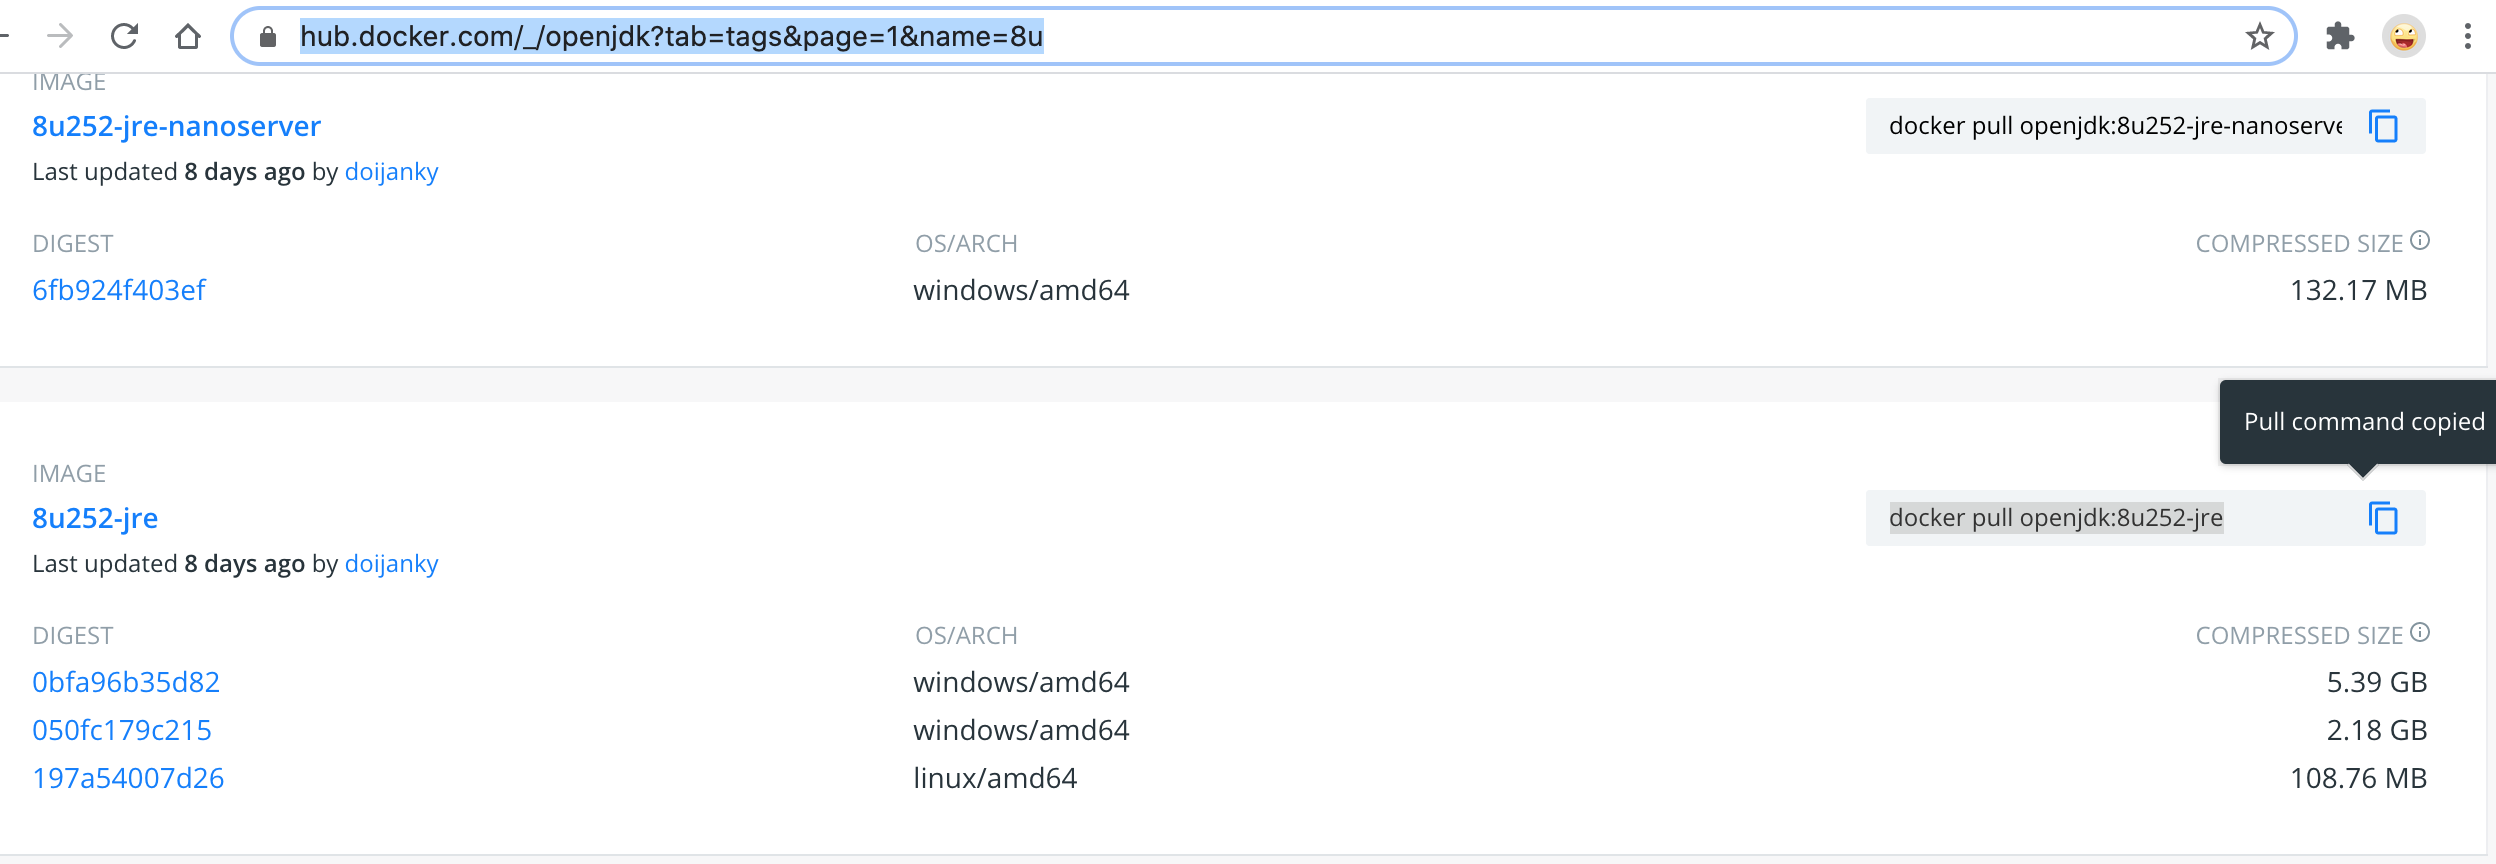 hub.docker.com/_/openjdk?tab=tags&page=1&name=8u
IMAGE
8u252-jre-nanoserver
docker pull openjdk:8u252-jre-nanoserve
Last updated 8 days ago by doijanky
DIGEST OS/ARCH COMPRESSED SIZE
6fb924f403ef windows/amd64 132.17 MB
Pull command copied
IMAGE
8u252-jre
docker pull openjdk:8u252-jre
Last updated 8 days ago by doijanky
DIGEST OS/ARCH COMPRESSED SIZE
0bfa96b35d82 windows/amd64 5.39 GB
050fc179c215 windows/amd64 2.18 GB
197a54007d26 linux/amd64 108.76 MB